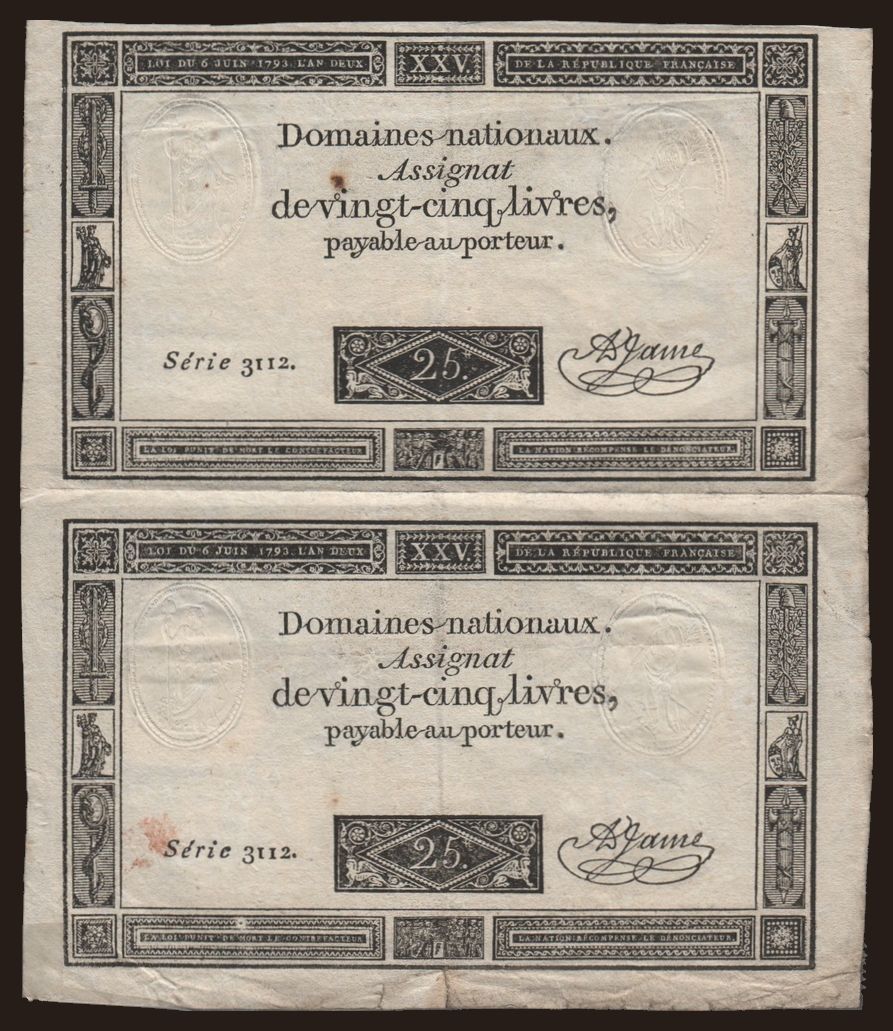 LOI DU 6 JUIN 1793. L'AN DEUX XXV. DE LA RÉPUBLIQUE FRANÇAISE
Domaines nationaux.
Assignat
de vingt-cinq livres,
payable au porteur.
Série 3112. 25. A Jame
LA LOI PUNIT DE MORT LE CONTREFACTEUR LA NATION RÉCOMPENSE LE DÉNONCIATEUR.
LOI DU 6 JUIN 1793. L'AN DEUX XXV. DE LA RÉPUBLIQUE FRANÇAISE
Domaines nationaux.
Assignat
de vingt-cinq livres,
payable au porteur.
Série 3112. 25. A Jame
LA LOI PUNIT DE MORT LE CONTREFACTEUR LA NATION RÉCOMPENSE LE DÉNONCIATEUR.